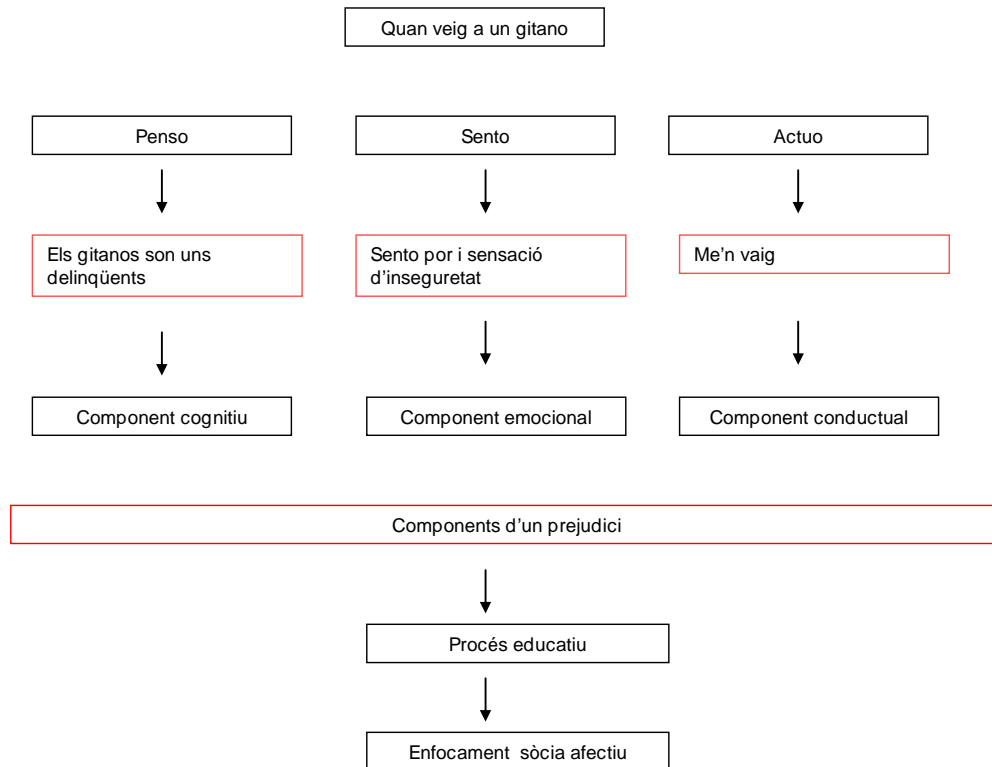 Quan veig a un gitano
Penso
Sento
Actuo
Els gitanos son uns
delinqüents
Sento por i sensació
d'inseguretat
Me'n vaig
Component cognitiu
Component emocional
Component conductual
Components d'un prejudici
Procés educatiu
Enfocament  sòcia afectiu